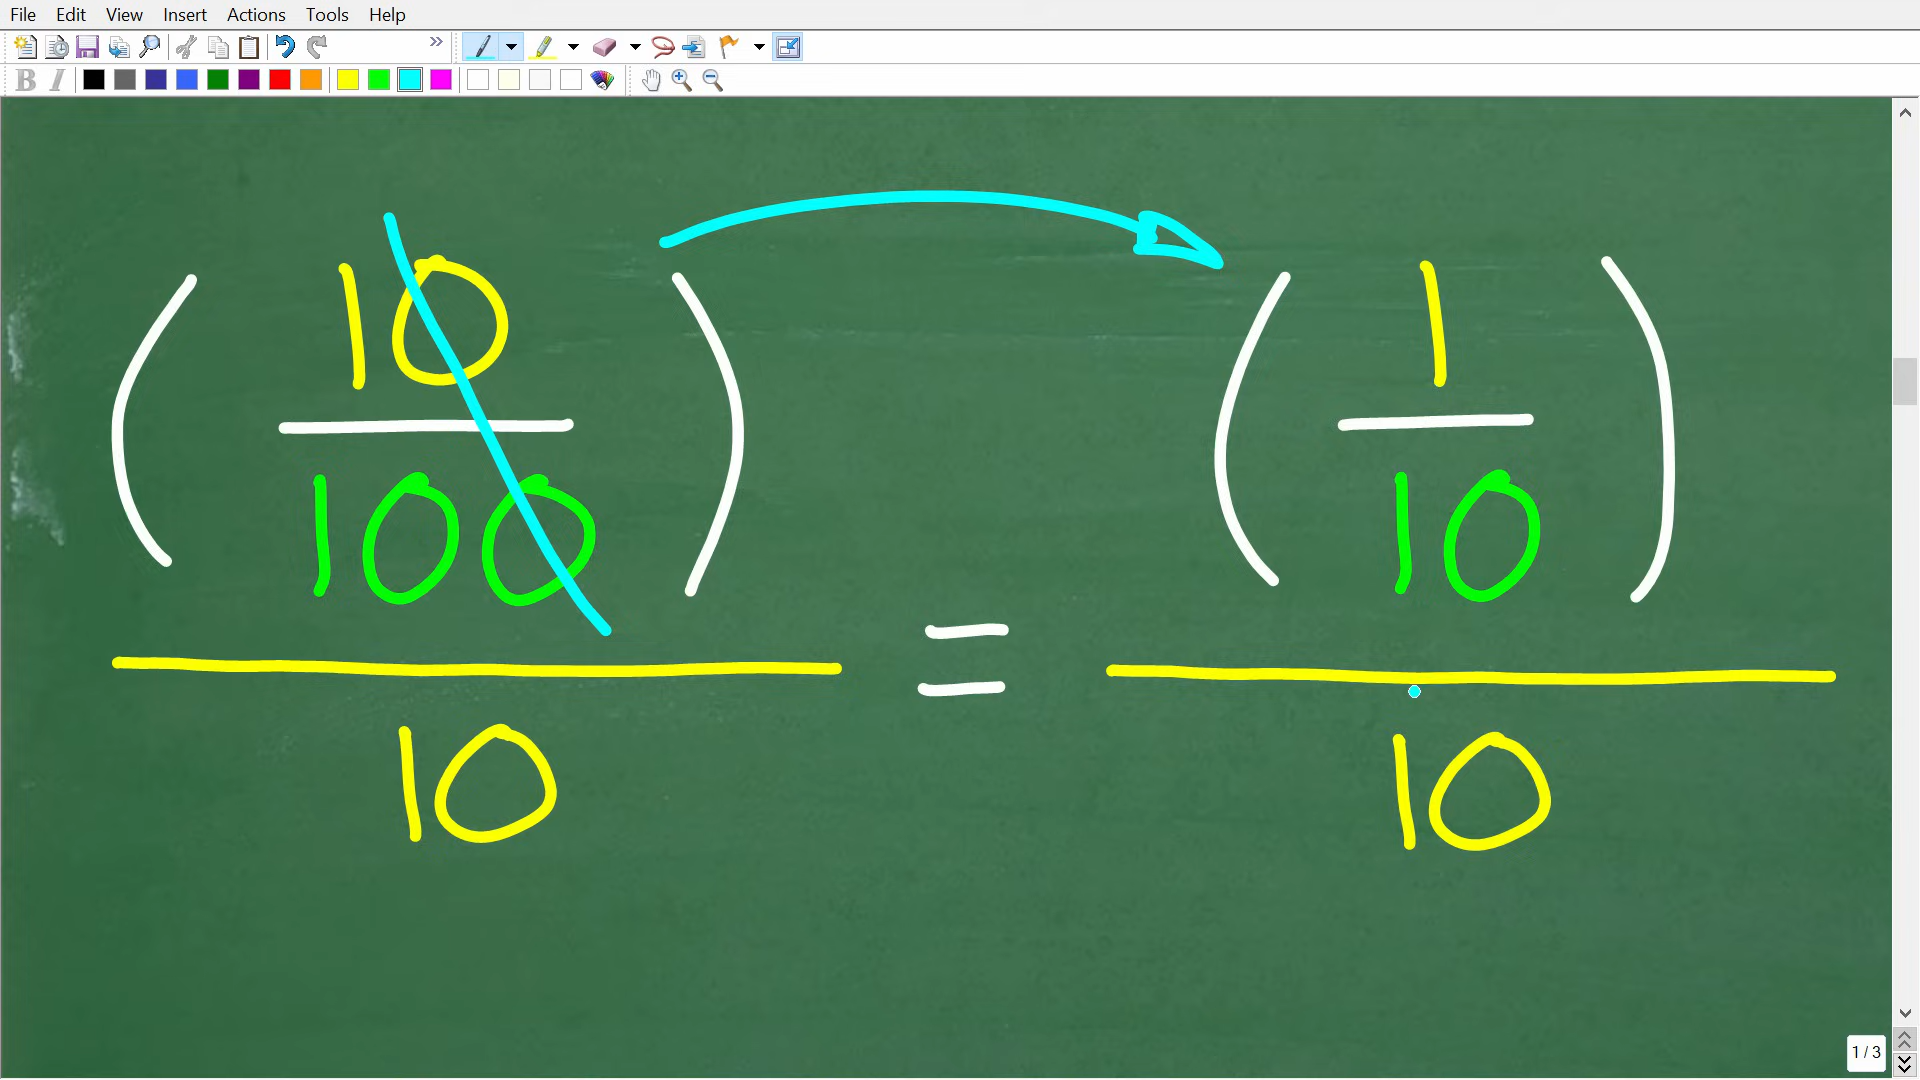 File Edit View Insert Actions Tools Help
B I
( 10 / 100 ) / 10 = ( 1 / 10 ) / 10
1 / 3